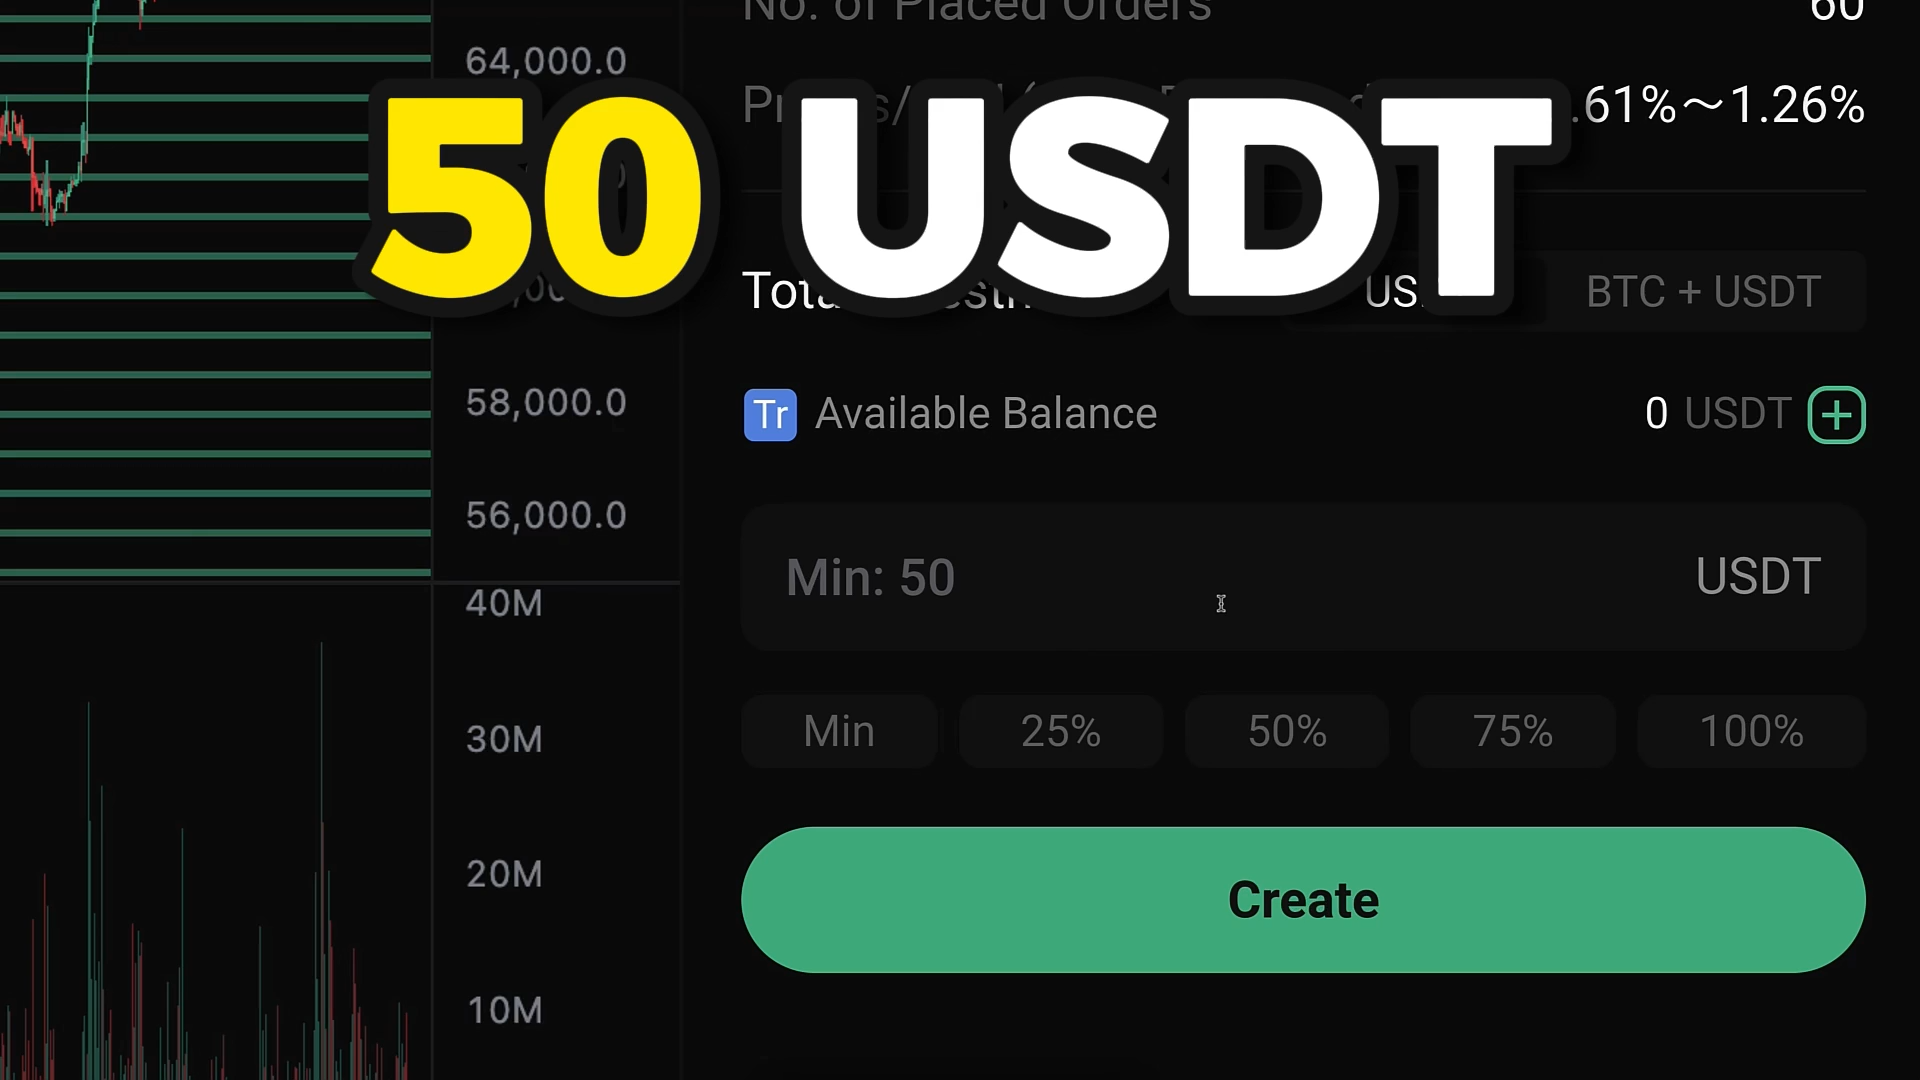 No. of Placed Orders 60
64,000.0
.61%~1.26%
50 USDT
BTC + USDT
58,000.0
Tr Available Balance 0 USDT
56,000.0
Min: 50 USDT
40M
30M
Min 25% 50% 75% 100%
20M
Create
10M